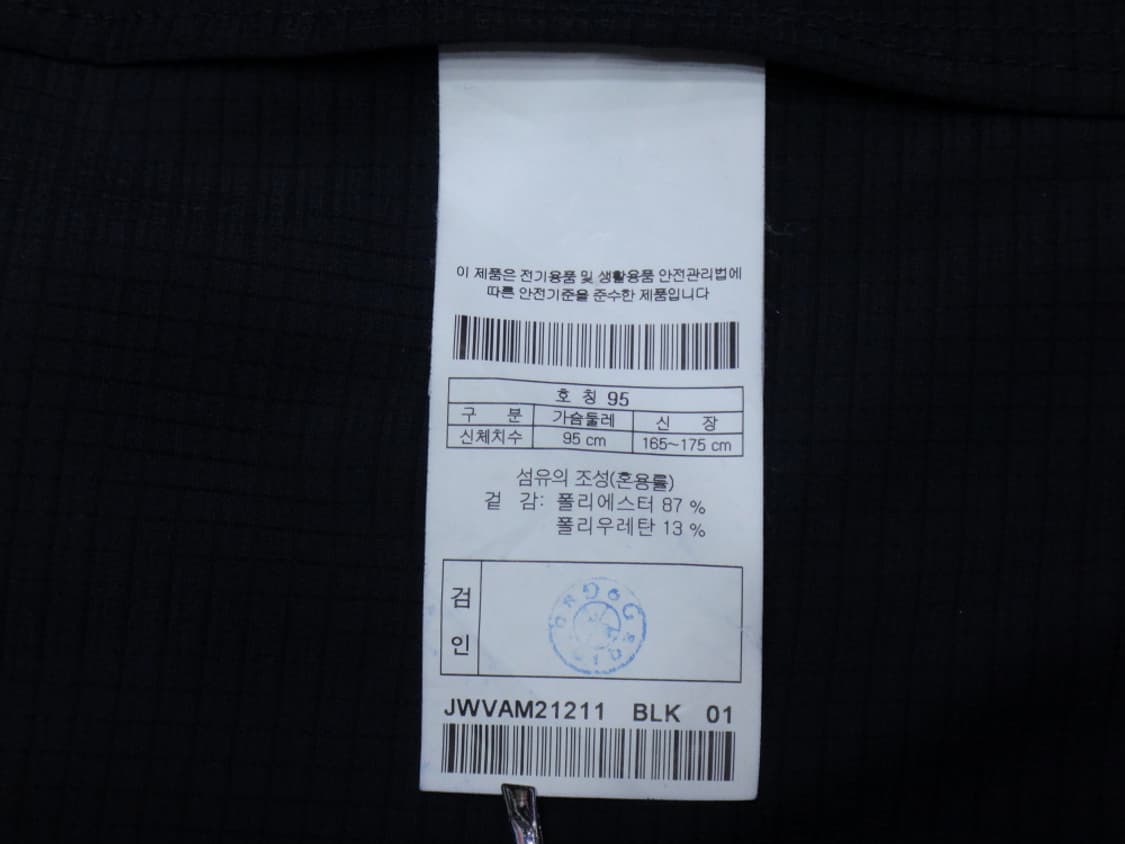 이 제품은 전기용품 및 생활용품 안전관리법에
따른 안전기준을 준수한 제품입니다
호 칭 95
구 분 가슴둘레 신 장
신체치수 95 cm 165~175 cm
섬유의 조성(혼용률)
겉 감: 폴리에스터 87 %
폴리우레탄 13 %
검
인
JWVAM21211 BLK 01